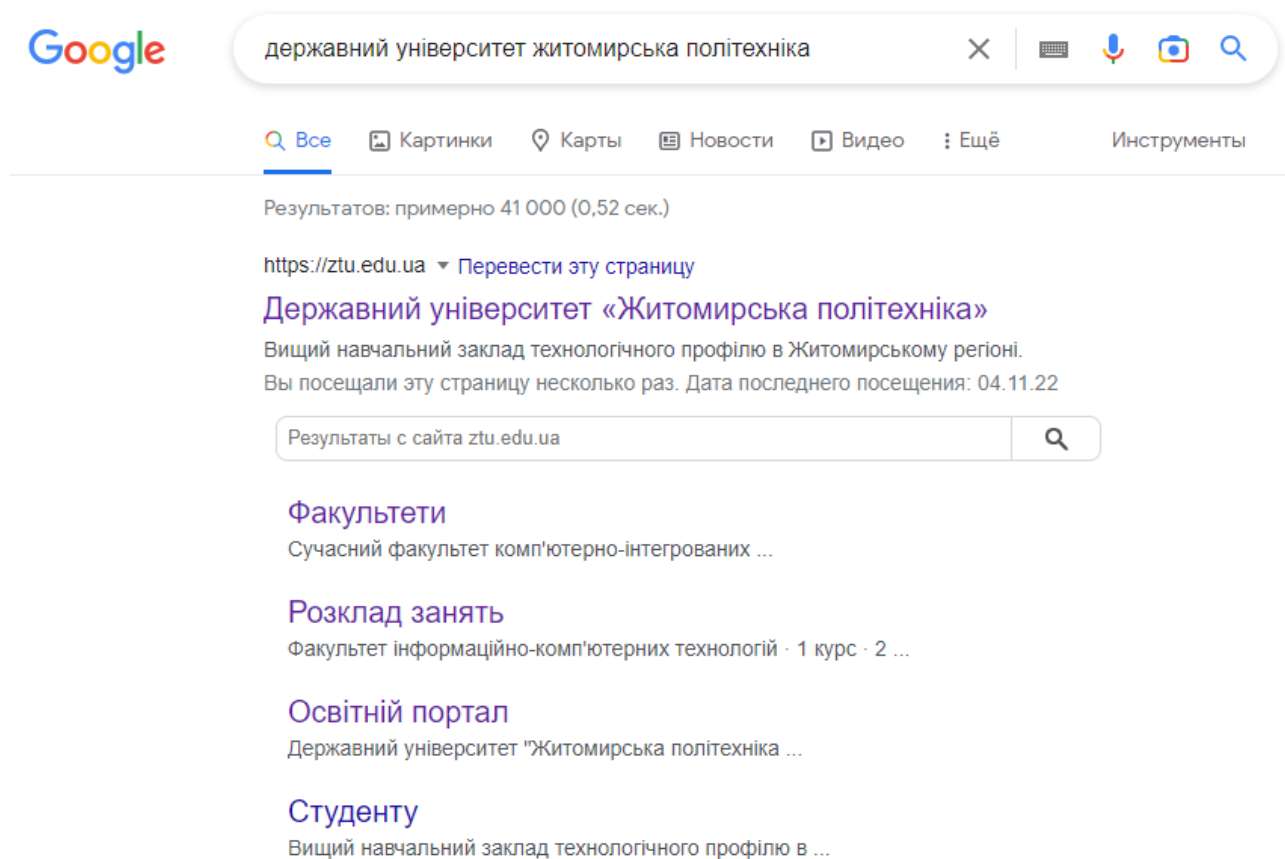 Google
державний університет житомирська політехніка
Все Картинки Карты Новости Видео Ещё Инструменты
Результатов: примерно 41 000 (0,52 сек.)
https://ztu.edu.ua Перевести эту страницу
Державний університет «Житомирська політехніка»
Вищий навчальний заклад технологічного профілю в Житомирському регіоні.
Вы посещали эту страницу несколько раз. Дата последнего посещения: 04.11.22
Результаты с сайта ztu.edu.ua
Факультети
Сучасний факультет комп'ютерно-інтегрованих ...
Розклад занять
Факультет інформаційно-комп'ютерних технологій · 1 курс · 2 ...
Освітній портал
Державний університет "Житомирська політехніка ...
Студенту
Вищий навчальний заклад технологічного профілю в ...